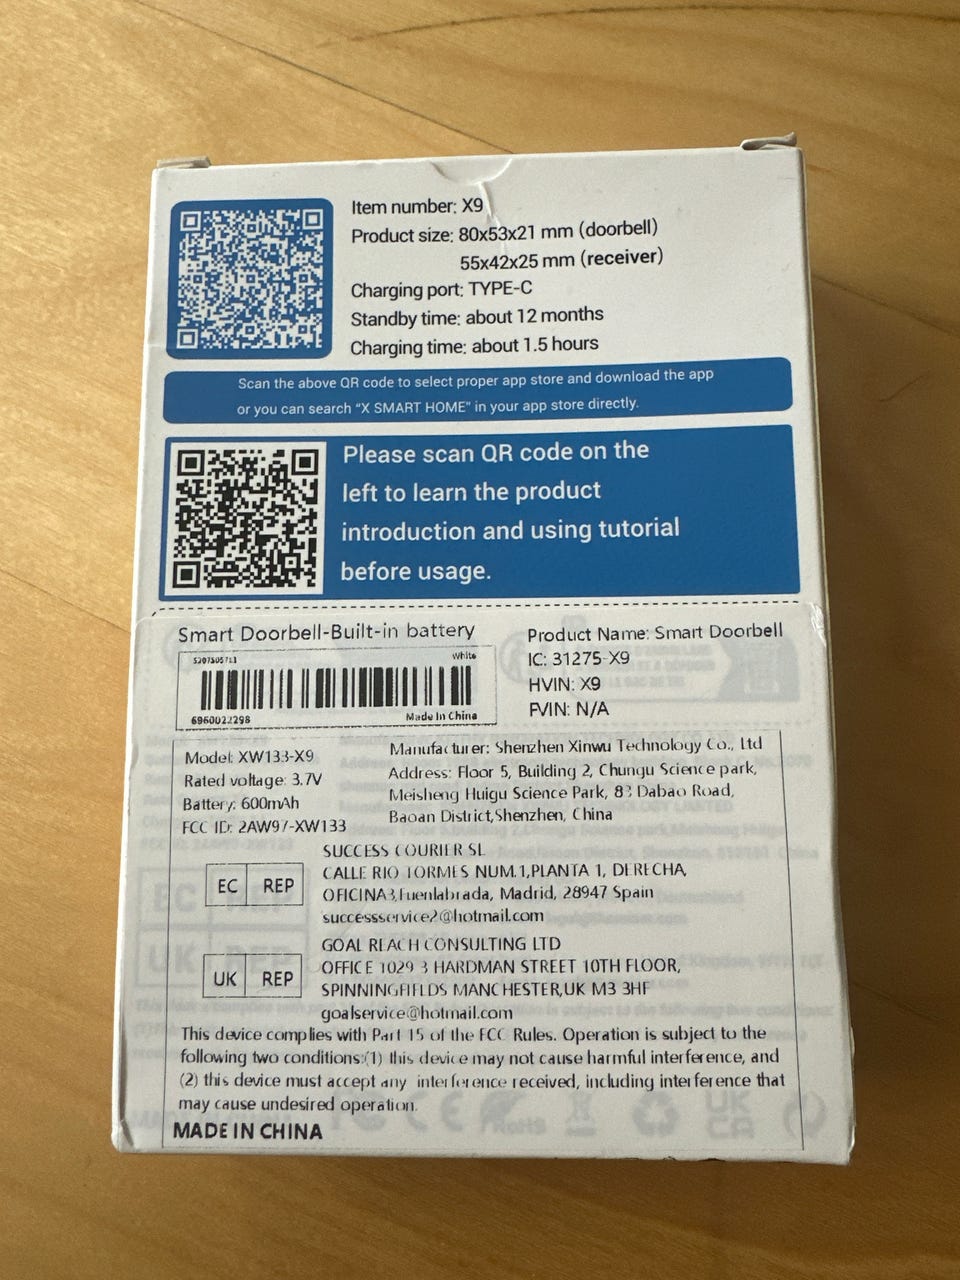 Item number: X9
Product size: 80x53x21 mm (doorbell)
55x42x25 mm (receiver)
Charging port: TYPE-C
Standby time: about 12 months
Charging time: about 1.5 hours
Scan the above QR code to select proper app store and download the app
or you can search “X SMART HOME” in your app store directly.
Please scan QR code on the
left to learn the product
introduction and using tutorial
before usage.
Smart Doorbell-Built-in battery
White
6960022298
Made In China
Product Name: Smart Doorbell
IC: 31275-X9
HVIN: X9
FVIN: N/A
Model: XW133-X9
Rated voltage: 3.7V
Battery: 600mAh
FCC ID: 2AW97-XW133
Manufacturer: Shenzhen Xinwu Technology Co., Ltd
Address: Floor 5, Building 2, Chungu Science park,
Meisheng Huigu Science Park, 83 Dabao Road,
Baoan District,Shenzhen, China
EC REP
SUCCESS COURIER SL
CALLE RIO TORMES NUM.1,PLANTA 1, DERECHA,
OFICINA3,Fuenlabrada, Madrid, 28947 Spain
successservice2@hotmail.com
UK REP
GOAL REACH CONSULTING LTD
OFFICE 1029 3 HARDMAN STREET 10TH FLOOR,
SPINNINGFIELDS MANCHESTER,UK M3 3HF
goalservice@hotmail.com
This device complies with Part 15 of the FCC Rules. Operation is subject to the
following two conditions:(1) this device may not cause harmful interference, and
(2) this device must accept any interference received, including interference that
may cause undesired operation.
MADE IN CHINA